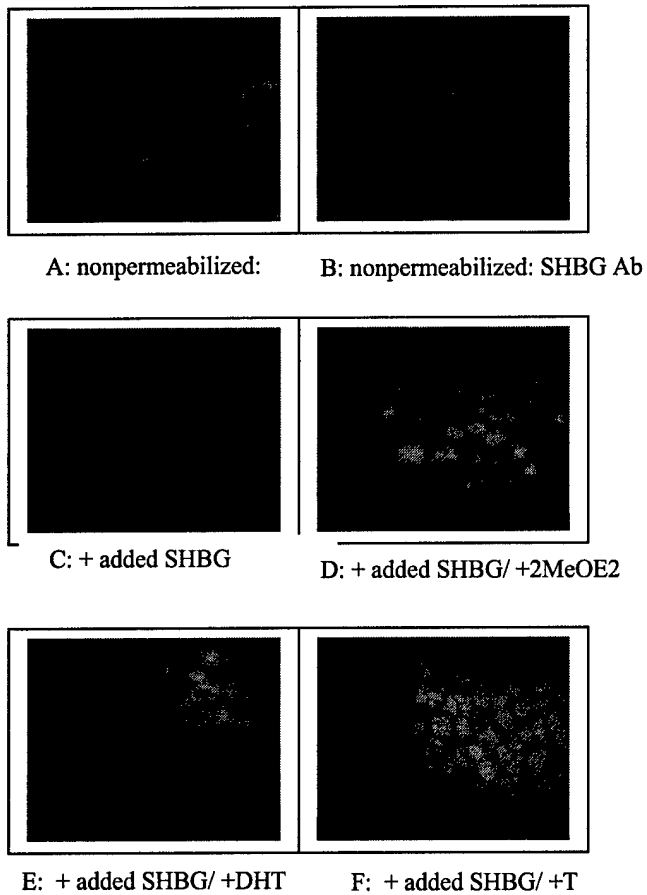 A: nonpermeabilized:
B: nonpermeabilized: SHBG Ab
C: + added SHBG
D: + added SHBG/ +2MeOE2
E: + added SHBG/ +DHT
F: + added SHBG/ +T